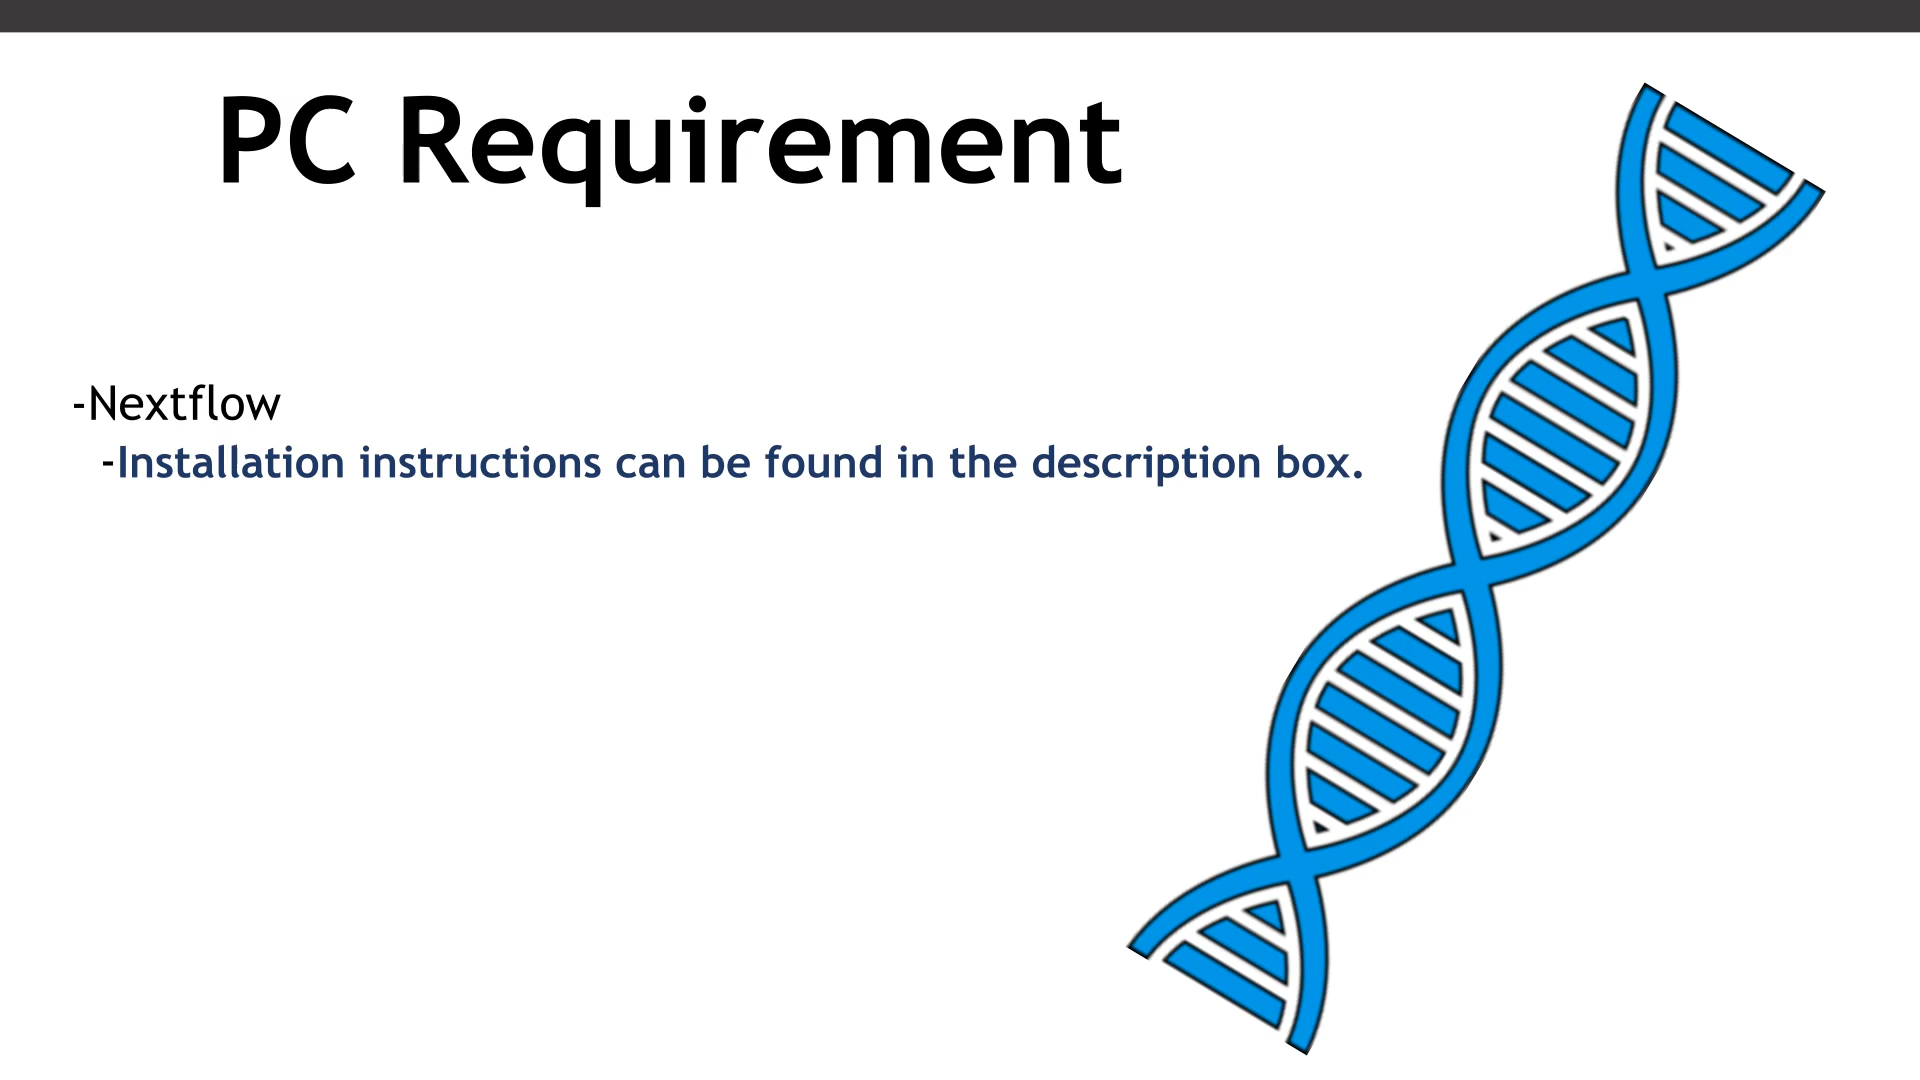 PC Requirement
-Nextflow
-Installation instructions can be found in the description box.